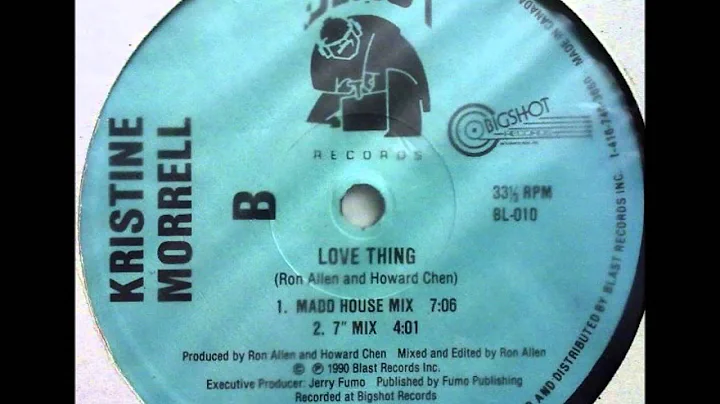 RECORDS
BIGSHOT
KRISTINE
MORRELL
B
33⅓ RPM
BL-010
LOVE THING
(Ron Allen and Howard Chen)
1. MADD HOUSE MIX 7:06
2. 7" MIX 4:01
Produced by Ron Allen and Howard Chen Mixed and Edited by Ron Allen
© ℗ 1990 Blast Records Inc.
Executive Producer: Jerry Fumo Published by Fumo Publishing
Recorded at Bigshot Records
AND DISTRIBUTED BY BLAST RECORDS INC.
MADE IN CANADA